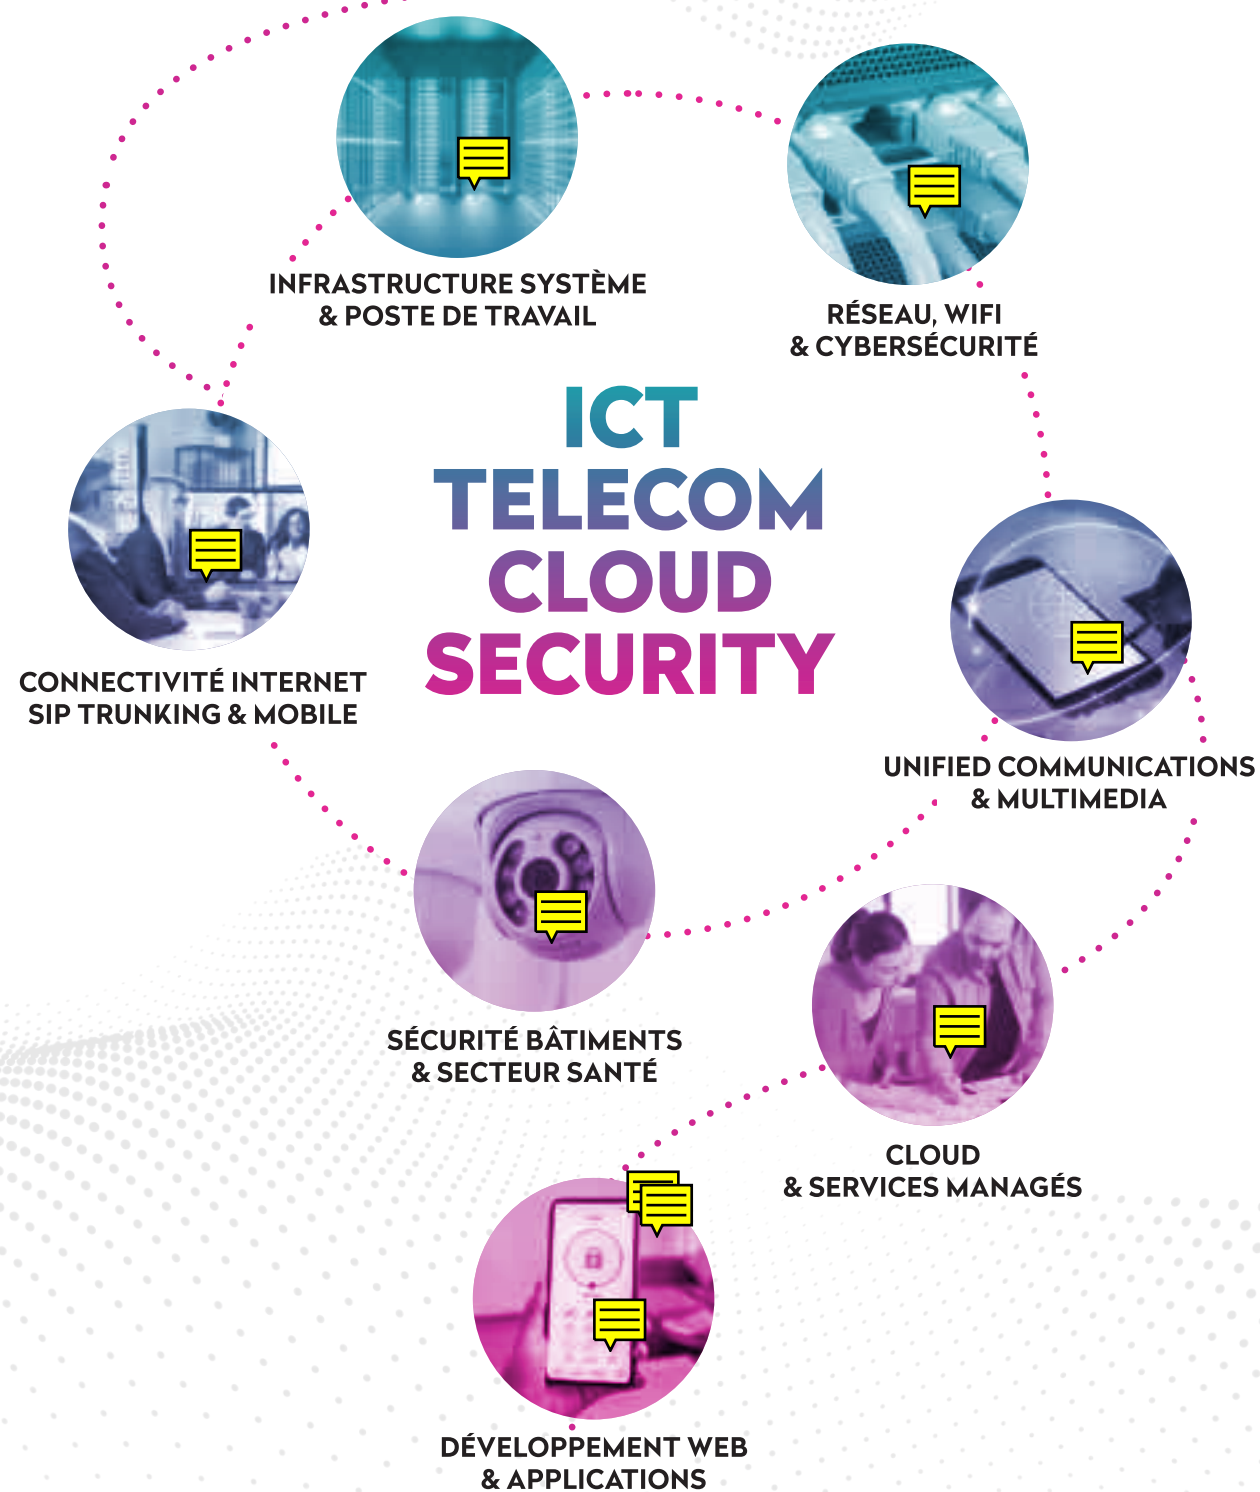 INFRASTRUCTURE SYSTÈME
& POSTE DE TRAVAIL
RÉSEAU, WIFI
& CYBERSÉCURITÉ
ICT
TELECOM
CLOUD
SECURITY
CONNECTIVITÉ INTERNET
SIP TRUNKING & MOBILE
UNIFIED COMMUNICATIONS
& MULTIMEDIA
SÉCURITÉ BÂTIMENTS
& SECTEUR SANTÉ
CLOUD
& SERVICES MANAGÉS
DÉVELOPPEMENT WEB
& APPLICATIONS